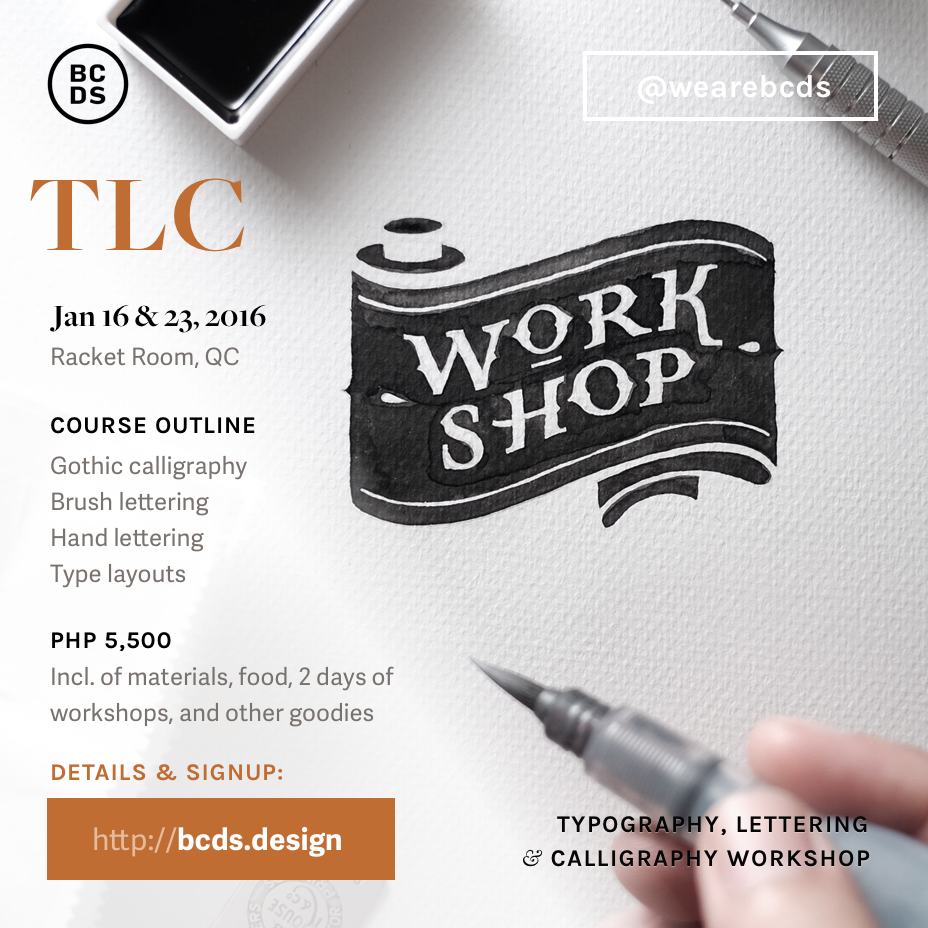 BC
DS
@wearebcds
TLC
Jan 16 & 23, 2016
Racket Room, QC
WORK
SHOP
COURSE OUTLINE
Gothic calligraphy
Brush lettering
Hand lettering
Type layouts
PHP 5,500
Incl. of materials, food, 2 days of
workshops, and other goodies
DETAILS & SIGNUP:
http://bcds.design
TYPOGRAPHY, LETTERING
& CALLIGRAPHY WORKSHOP